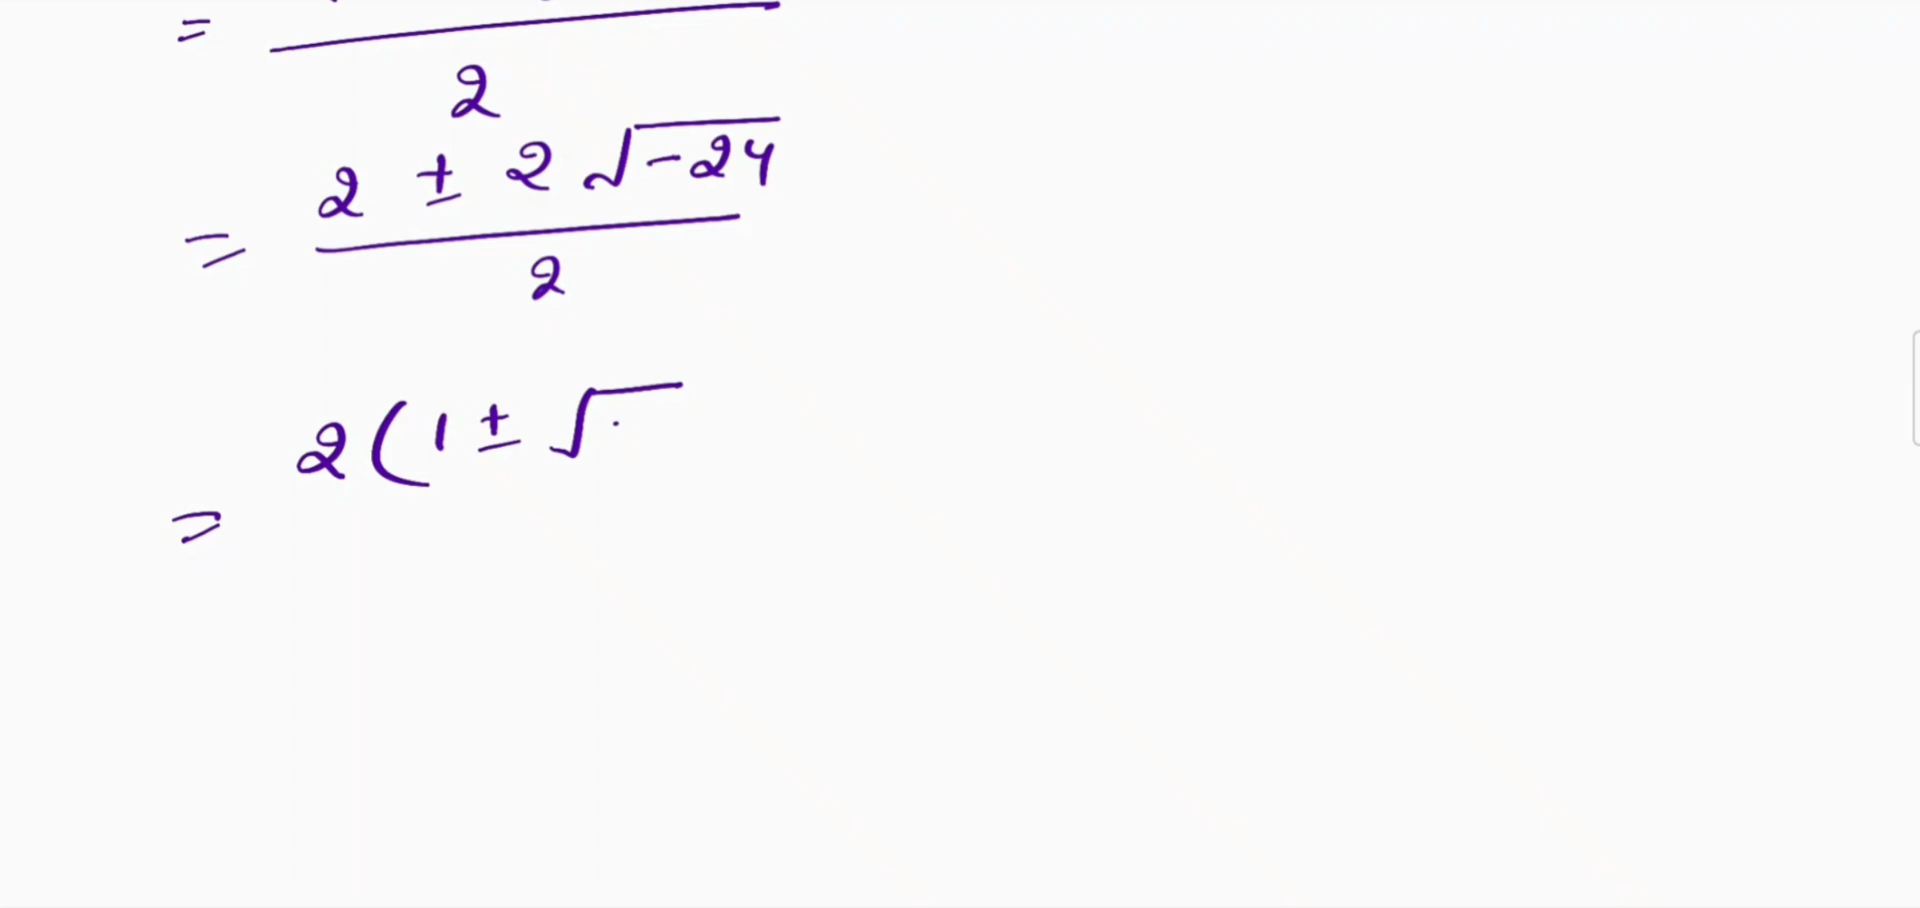 =
2
= 2 ± 2 √-24
2
2 ( 1 ± √
=